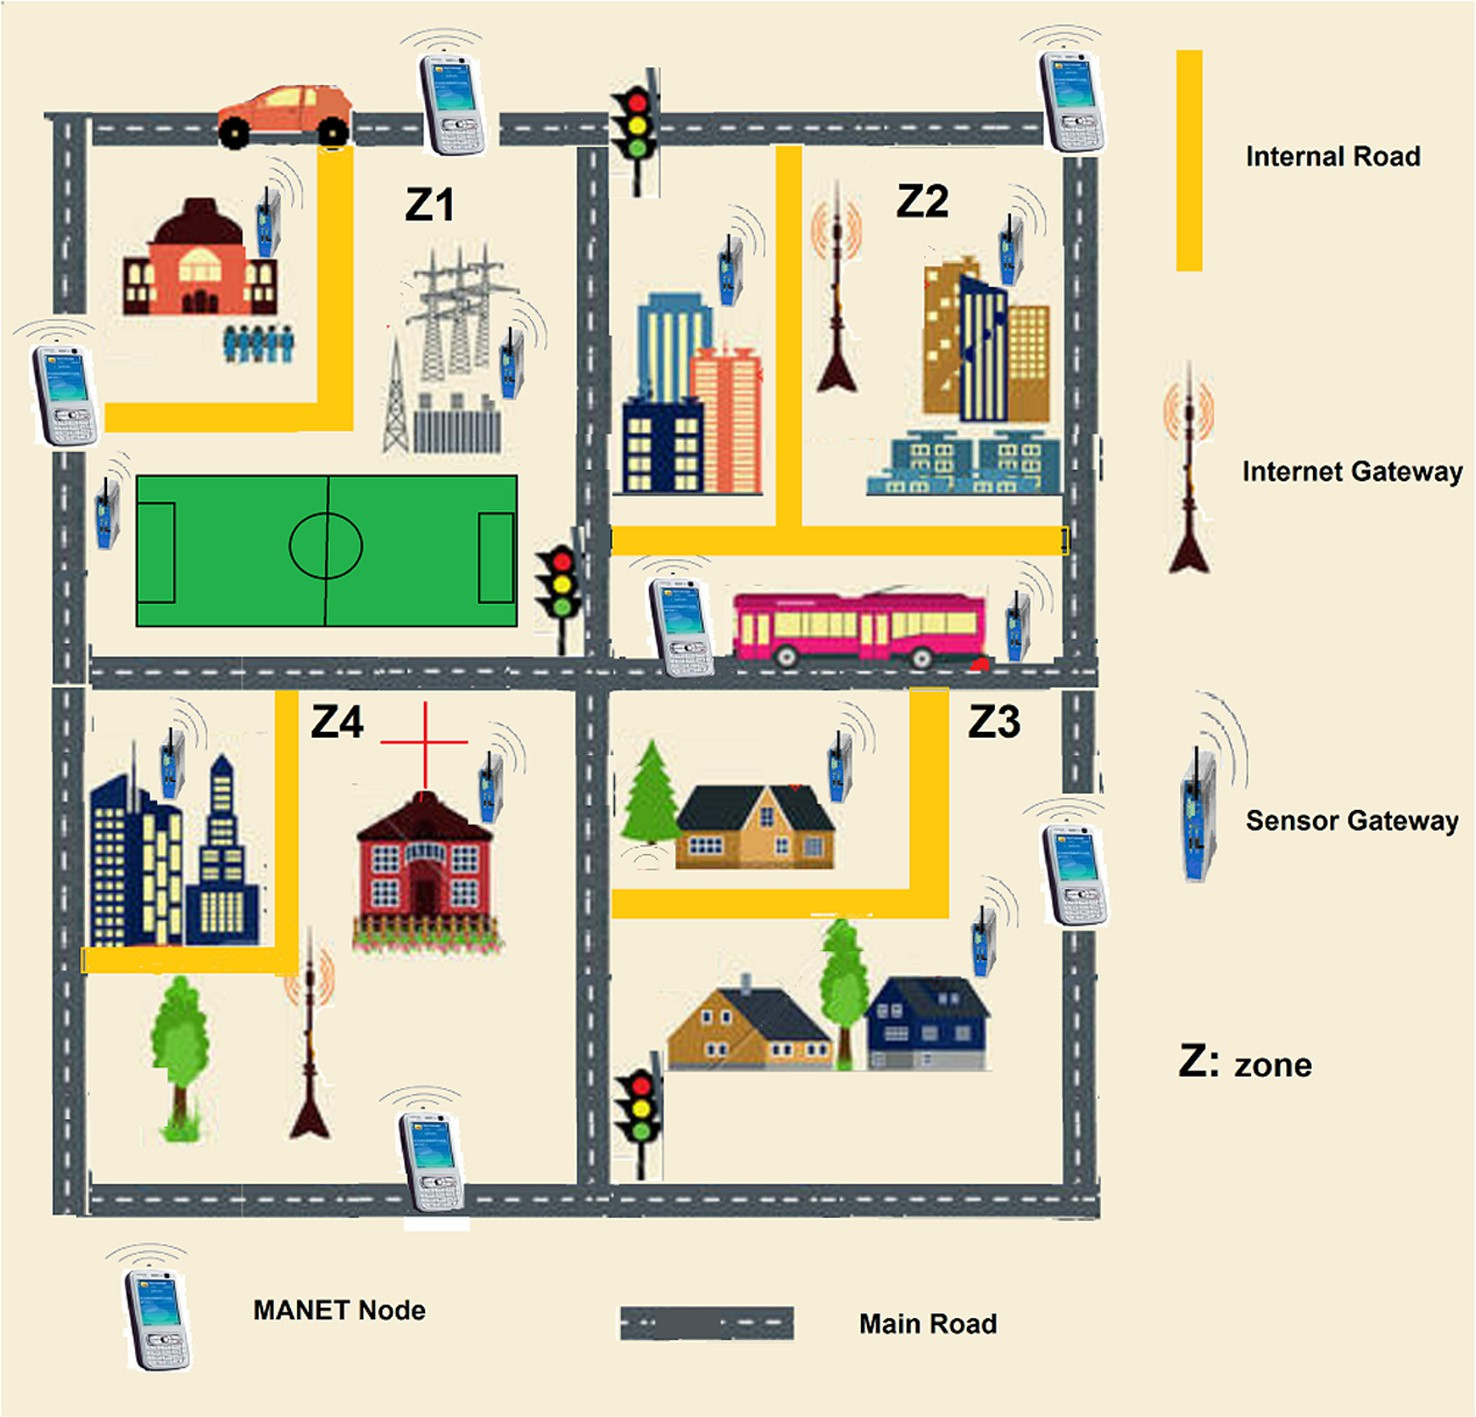 Z1
Z2
Internal Road
Internet Gateway
Z4
Z3
Sensor Gateway
Z: zone
MANET Node
Main Road